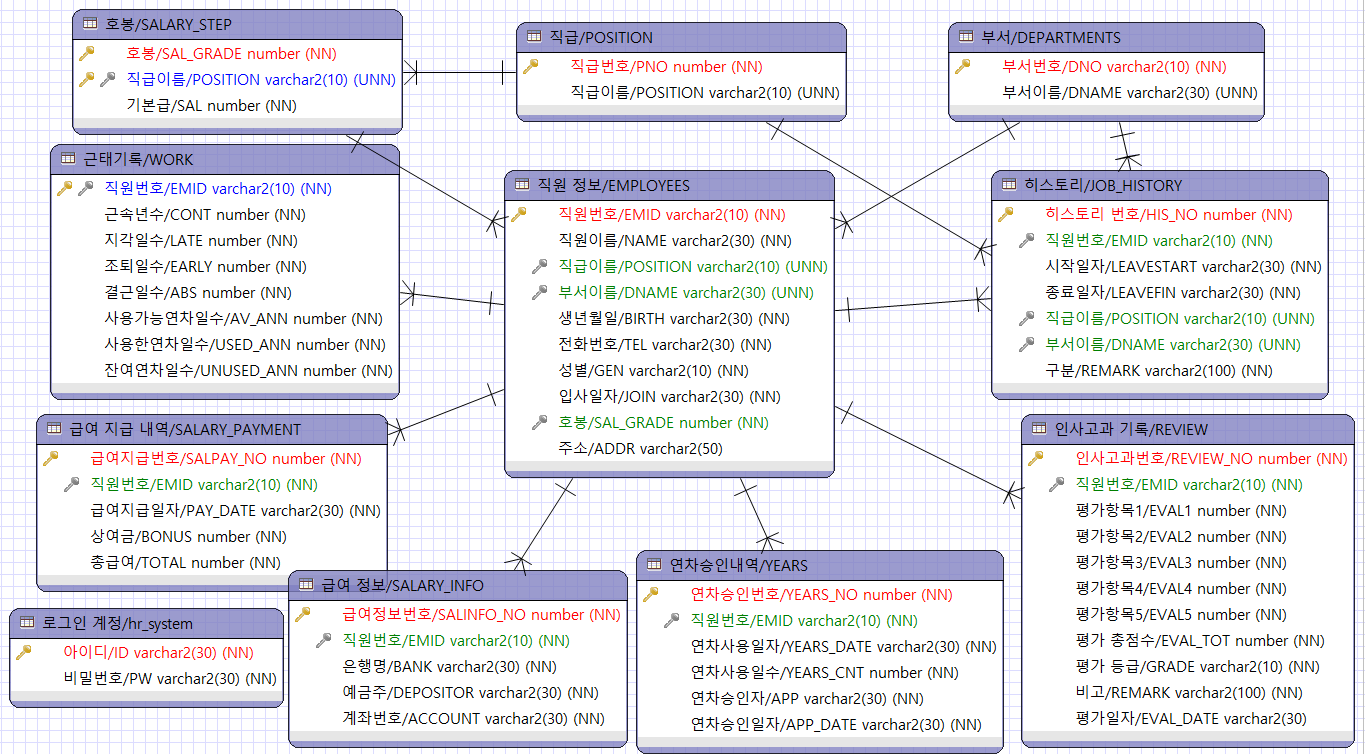 호봉/SALARY_STEP
호봉/SAL_GRADE number (NN)
직급이름/POSITION varchar2(10) (UNN)
기본급/SAL number (NN)
직급/POSITION
직급번호/PNO number (NN)
직급이름/POSITION varchar2(10) (UNN)
부서/DEPARTMENTS
부서번호/DNO varchar2(10) (NN)
부서이름/DNAME varchar2(30) (UNN)
근태기록/WORK
직원번호/EMID varchar2(10) (NN)
근속년수/CONT number (NN)
지각일수/LATE number (NN)
조퇴일수/EARLY number (NN)
결근일수/ABS number (NN)
사용가능연차일수/AV_ANN number (NN)
사용한연차일수/USED_ANN number (NN)
잔여연차일수/UNUSED_ANN number (NN)
직원 정보/EMPLOYEES
직원번호/EMID varchar2(10) (NN)
직원이름/NAME varchar2(30) (NN)
직급이름/POSITION varchar2(10) (UNN)
부서이름/DNAME varchar2(30) (UNN)
생년월일/BIRTH varchar2(30) (NN)
전화번호/TEL varchar2(30) (NN)
성별/GEN varchar2(10) (NN)
입사일자/JOIN varchar2(30) (NN)
호봉/SAL_GRADE number (NN)
주소/ADDR varchar2(50)
히스토리/JOB_HISTORY
히스토리 번호/HIS_NO number (NN)
직원번호/EMID varchar2(10) (NN)
시작일자/LEAVESTART varchar2(30) (NN)
종료일자/LEAVEFIN varchar2(30) (NN)
직급이름/POSITION varchar2(10) (UNN)
부서이름/DNAME varchar2(30) (UNN)
구분/REMARK varchar2(100) (NN)
급여 지급 내역/SALARY_PAYMENT
급여지급번호/SALPAY_NO number (NN)
직원번호/EMID varchar2(10) (NN)
급여지급일자/PAY_DATE varchar2(30) (NN)
상여금/BONUS number (NN)
총급여/TOTAL number (NN)
인사고과 기록/REVIEW
인사고과번호/REVIEW_NO number (NN)
직원번호/EMID varchar2(10) (NN)
평가항목1/EVAL1 number (NN)
평가항목2/EVAL2 number (NN)
평가항목3/EVAL3 number (NN)
평가항목4/EVAL4 number (NN)
평가항목5/EVAL5 number (NN)
평가 총점수/EVAL_TOT number (NN)
평가 등급/GRADE varchar2(10) (NN)
비고/REMARK varchar2(100) (NN)
평가일자/EVAL_DATE varchar2(30)
로그인 계정/hr_system
아이디/ID varchar2(30) (NN)
비밀번호/PW varchar2(30) (NN)
급여 정보/SALARY_INFO
급여정보번호/SALINFO_NO number (NN)
직원번호/EMID varchar2(10) (NN)
은행명/BANK varchar2(30) (NN)
예금주/DEPOSITOR varchar2(30) (NN)
계좌번호/ACCOUNT varchar2(30) (NN)
연차승인내역/YEARS
연차승인번호/YEARS_NO number (NN)
직원번호/EMID varchar2(10) (NN)
연차사용일자/YEARS_DATE varchar2(30) (NN)
연차사용일수/YEARS_CNT number (NN)
연차승인자/APP varchar2(30) (NN)
연차승인일자/APP_DATE varchar2(30) (NN)